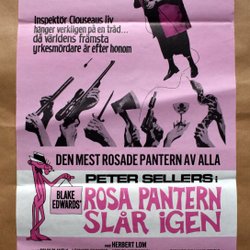 Inspektör Clouseaus liv
hänger verkligen på en tråd...
då världens främsta
yrkesmördare är efter honom
DEN MEST ROSADE PANTERN AV ALLA
PETER SELLERS i
BLAKE
EDWARDS'
ROSA PANTERN
SLÅR IGEN
HERBERT LOM